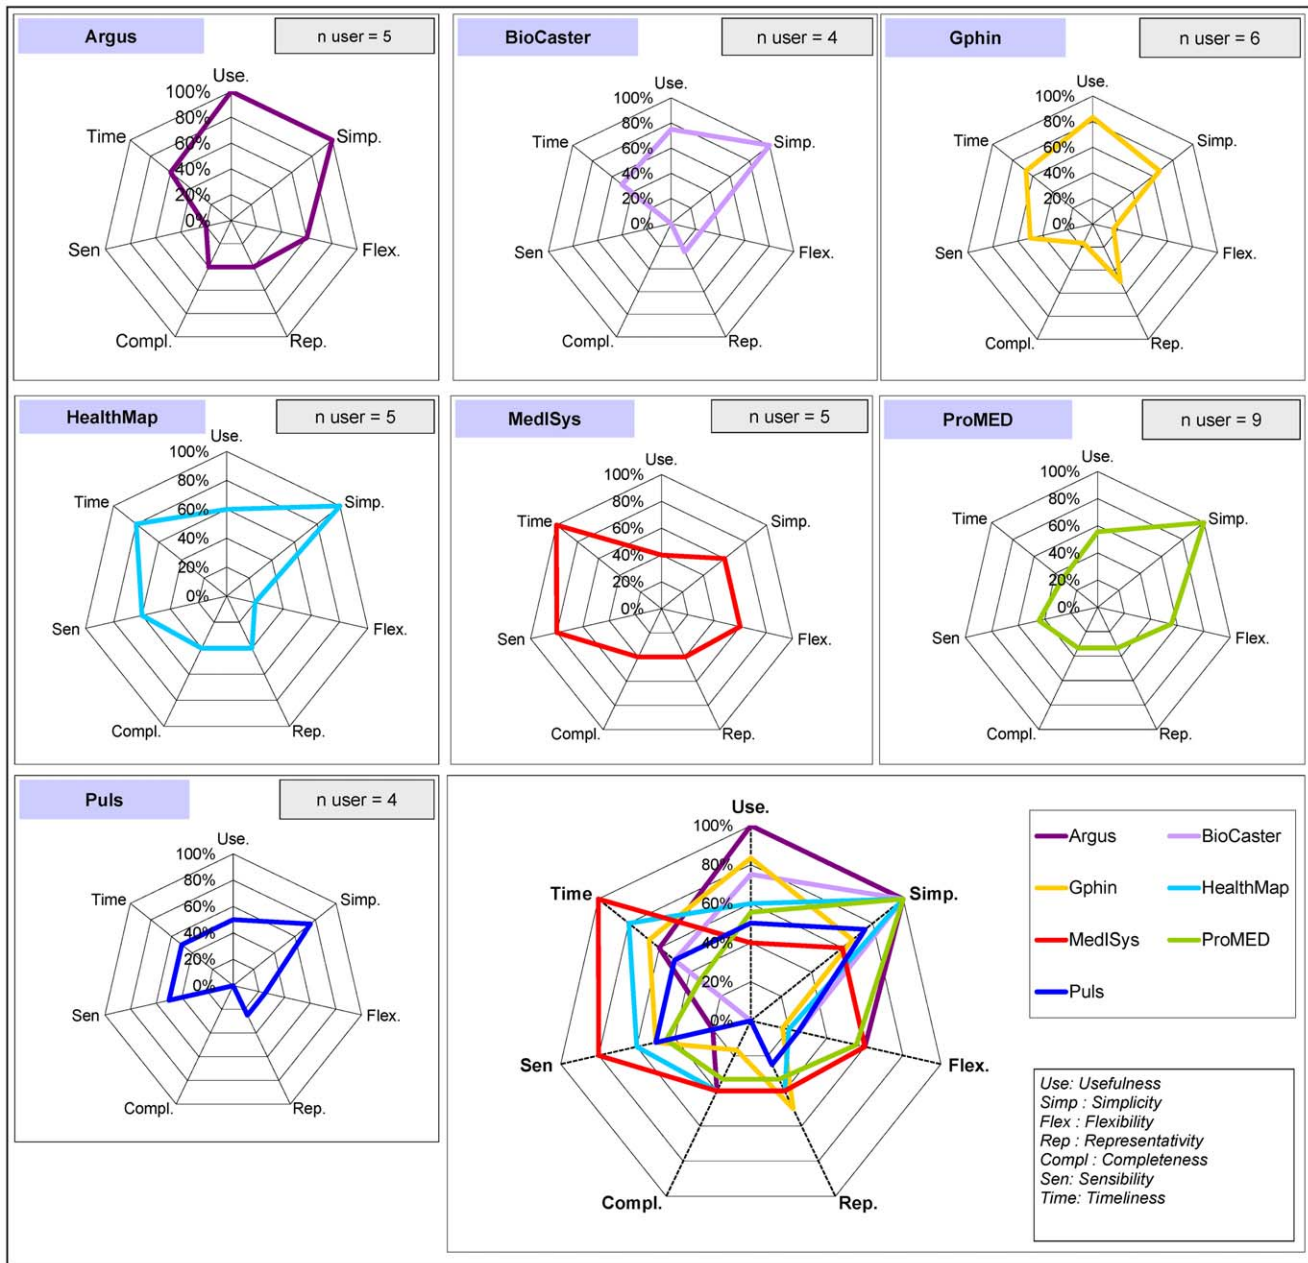 Argus
n user = 5
Use.
100%
80%
60%
40%
20%
0%
Time
Simp.
Sen
Flex.
Compl.
Rep.
BioCaster
n user = 4
Use.
100%
80%
60%
40%
20%
0%
Time
Simp.
Sen
Flex.
Compl.
Rep.
Gphin
n user = 6
Use.
100%
80%
60%
40%
20%
0%
Time
Simp.
Sen
Flex.
Compl.
Rep.
HealthMap
n user = 5
Use.
100%
80%
60%
40%
20%
0%
Time
Simp.
Sen
Flex.
Compl.
Rep.
MedISys
n user = 5
Use.
100%
80%
60%
40%
20%
0%
Time
Simp.
Sen
Flex.
Compl.
Rep.
ProMED
n user = 9
Use.
100%
80%
60%
40%
20%
0%
Time
Simp.
Sen
Flex.
Compl.
Rep.
Puls
n user = 4
Use.
100%
80%
60%
40%
20%
0%
Time
Simp.
Sen
Flex.
Compl.
Rep.
Use.
100%
80%
60%
40%
20%
0%
Time
Simp.
Sen
Flex.
Compl.
Rep.
Argus
BioCaster
Gphin
HealthMap
MedISys
ProMED
Puls
Use: Usefulness
Simp : Simplicity
Flex : Flexibility
Rep : Representativity
Compl : Completeness
Sen: Sensibility
Time: Timeliness